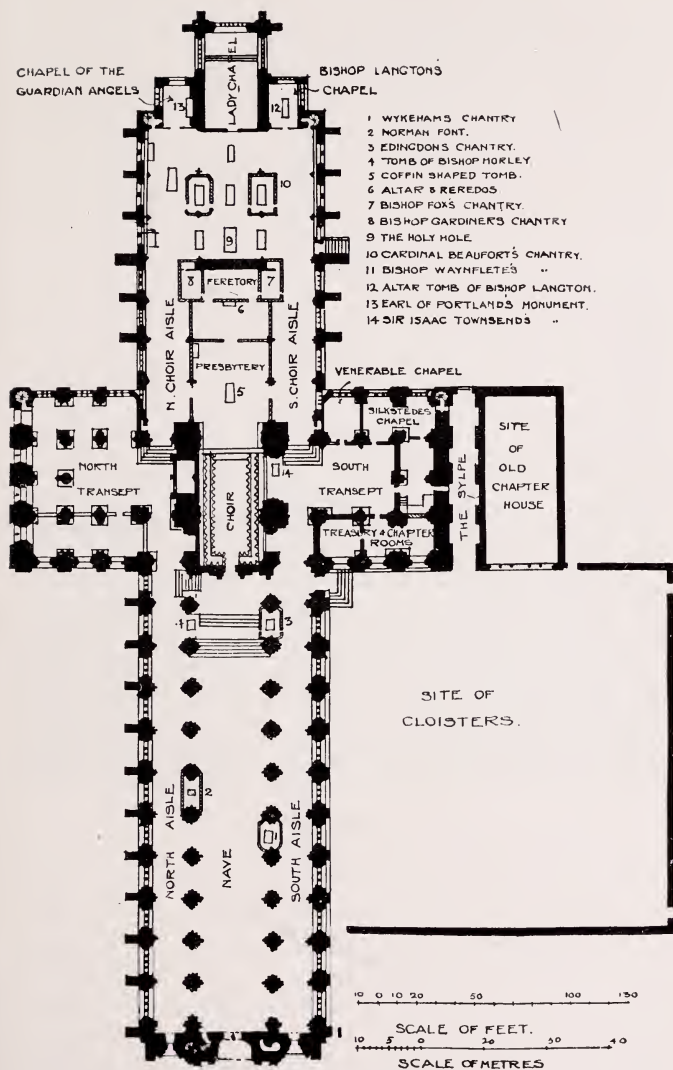 LADY CHAPEL
CHAPEL OF THE
GUARDIAN ANGELS
BISHOP LANGTONS
CHAPEL
13
12
1 WYKEHAMS CHANTRY
2 NORMAN FONT.
3 EDINGDONS CHANTRY.
4 TOMB OF BISHOP MORLEY
5 COFFIN SHAPED TOMB.
6 ALTAR & REREDOS.
7 BISHOP FOX'S CHANTRY.
8 BISHOP GARDINERS CHANTRY
9 THE HOLY HOLE
10 CARDINAL BEAUFORT'S CHANTRY.
11 BISHOP WAYNFLETE'S "
12 ALTAR TOMB OF BISHOP LANGTON.
13 EARL OF PORTLAND'S MONUMENT.
14 SIR ISAAC TOWNSENDS "
10
9
8
FERETORY
7
6
N. CHOIR AISLE
S. CHOIR AISLE
PRESBYTERY
5
VENERABLE CHAPEL
SILKSTEDES
CHAPEL
NORTH
TRANSEPT
CHOIR
14
SOUTH
TRANSEPT
TREASURY & CHAPTER
ROOMS
THE SYLPE
SITE
OF
OLD
CHAPTER
HOUSE
4
3
SITE OF
CLOISTERS.
2
1
NORTH AISLE
NAVE
SOUTH AISLE
10 0 10 20 50 100 150
SCALE OF FEET.
10 5 0 20 50 40
SCALE OF METRES